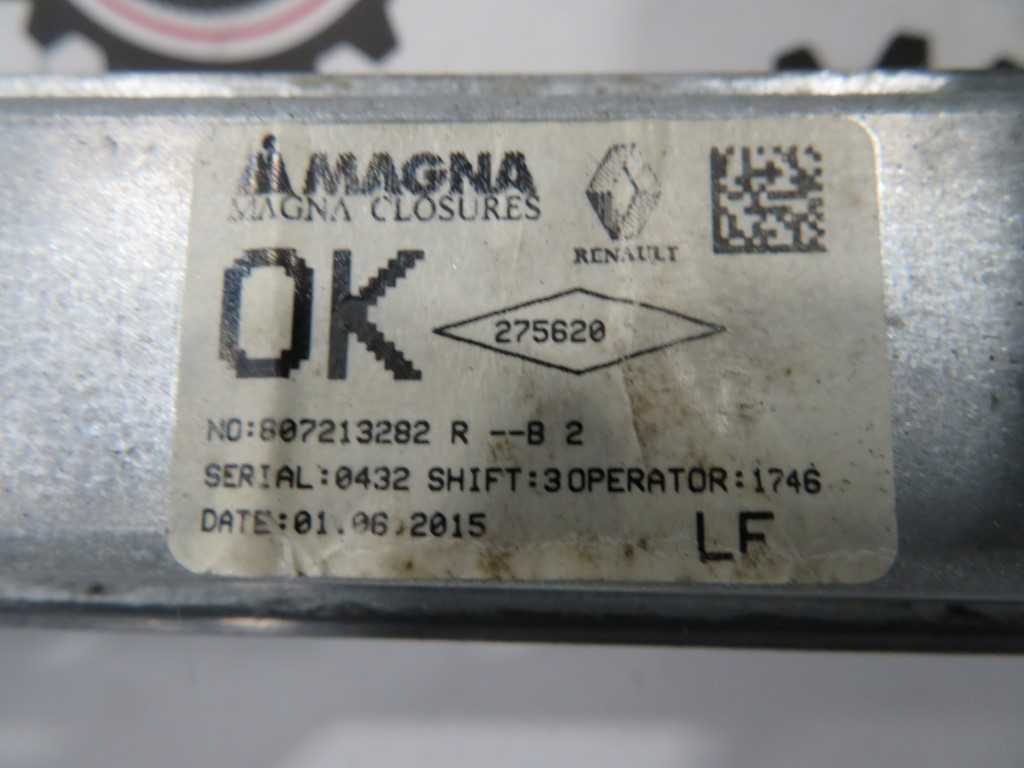 MAGNA
MAGNA CLOSURES
RENAULT
OK
275620
NO:807213282 R --B 2
SERIAL:0432 SHIFT:3OPERATOR:1746
DATE:01.06.2015
LF